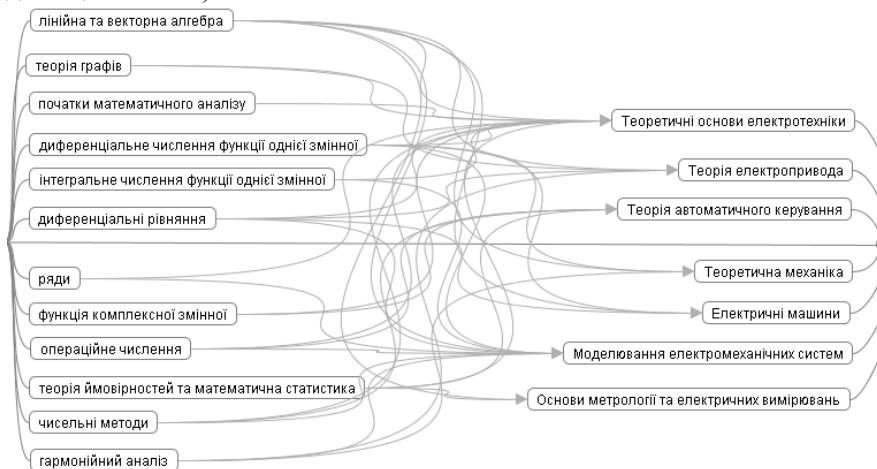 лінійна та векторна алгебра
теорія графів
початки математичного аналізу
диференціальне числення функції однієї змінної
інтегральне числення функції однієї змінної
диференціальні рівняння
ряди
функція комплексної змінної
операційне числення
теорія ймовірностей та математична статистика
чисельні методи
гармонійний аналіз
Теоретичні основи електротехніки
Теорія електропривода
Теорія автоматичного керування
Теоретична механіка
Електричні машини
Моделювання електромеханічних систем
Основи метрології та електричних вимірювань